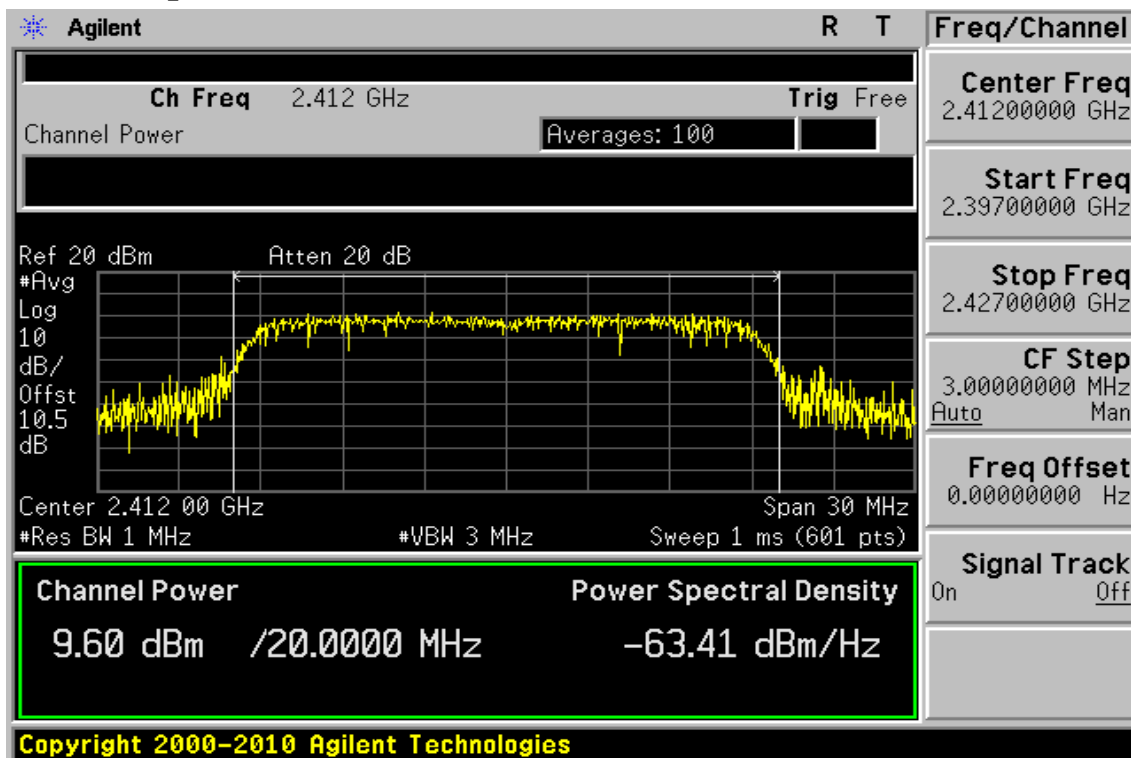 Agilent R T
Ch Freq 2.412 GHz Trig Free
Channel Power Averages: 100
Ref 20 dBm Atten 20 dB
#Avg
Log
10
dB/
Offst
10.5
dB
Center 2.412 00 GHz Span 30 MHz
#Res BW 1 MHz #VBW 3 MHz Sweep 1 ms (601 pts)
Channel Power Power Spectral Density
9.60 dBm /20.0000 MHz -63.41 dBm/Hz
Freq/Channel
Center Freq
2.41200000 GHz
Start Freq
2.39700000 GHz
Stop Freq
2.42700000 GHz
CF Step
3.00000000 MHz
Auto Man
Freq Offset
0.00000000 Hz
Signal Track
On Off
Copyright 2000-2010 Agilent Technologies